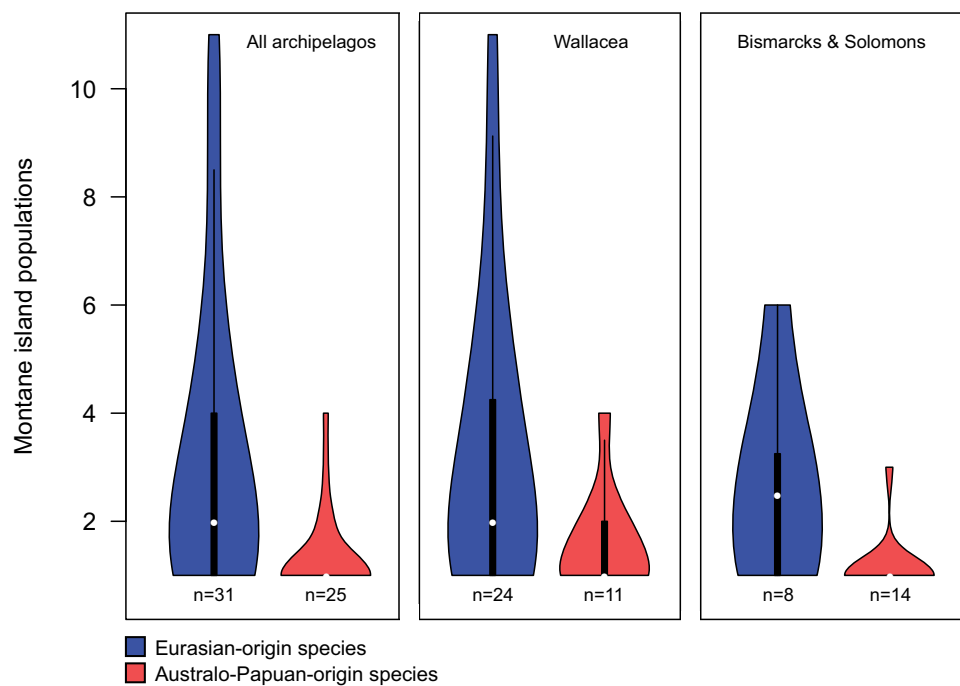 All archipelagos
Wallacea
Bismarcks & Solomons
Montane island populations
10
8
6
4
2
n=31
n=25
n=24
n=11
n=8
n=14
Eurasian-origin species
Australo-Papuan-origin species